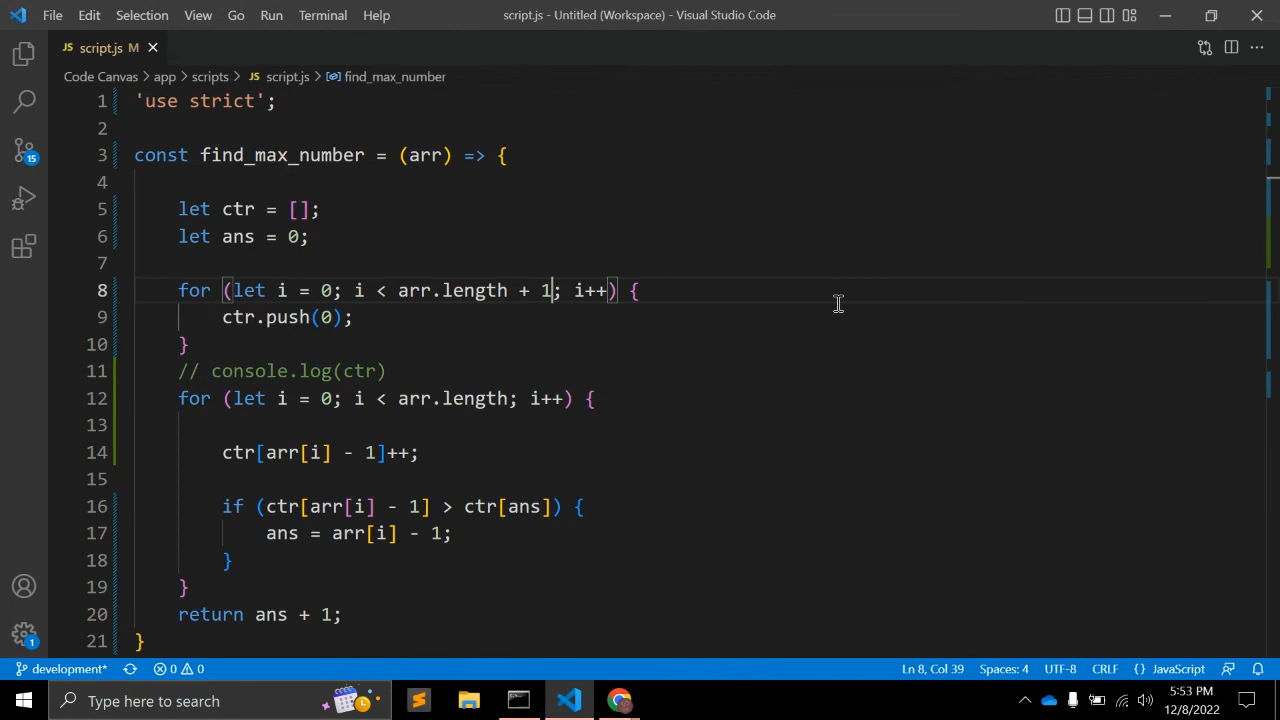 File Edit Selection View Go Run Terminal Help script.js - Untitled (Workspace) - Visual Studio Code
JS script.js M
Code Canvas > app > scripts > JS script.js > find_max_number
1 'use strict';
2
3 const find_max_number = (arr) => {
4
5 let ctr = [];
6 let ans = 0;
7
8 for (let i = 0; i < arr.length + 1; i++) {
9 ctr.push(0);
10 }
11 // console.log(ctr)
12 for (let i = 0; i < arr.length; i++) {
13
14 ctr[arr[i] - 1]++;
15
16 if (ctr[arr[i] - 1] > ctr[ans]) {
17 ans = arr[i] - 1;
18 }
19 }
20 return ans + 1;
21 }
15
1
development* 0 0 Ln 8, Col 39 Spaces: 4 UTF-8 CRLF {} JavaScript
Type here to search
5:53 PM
12/8/2022